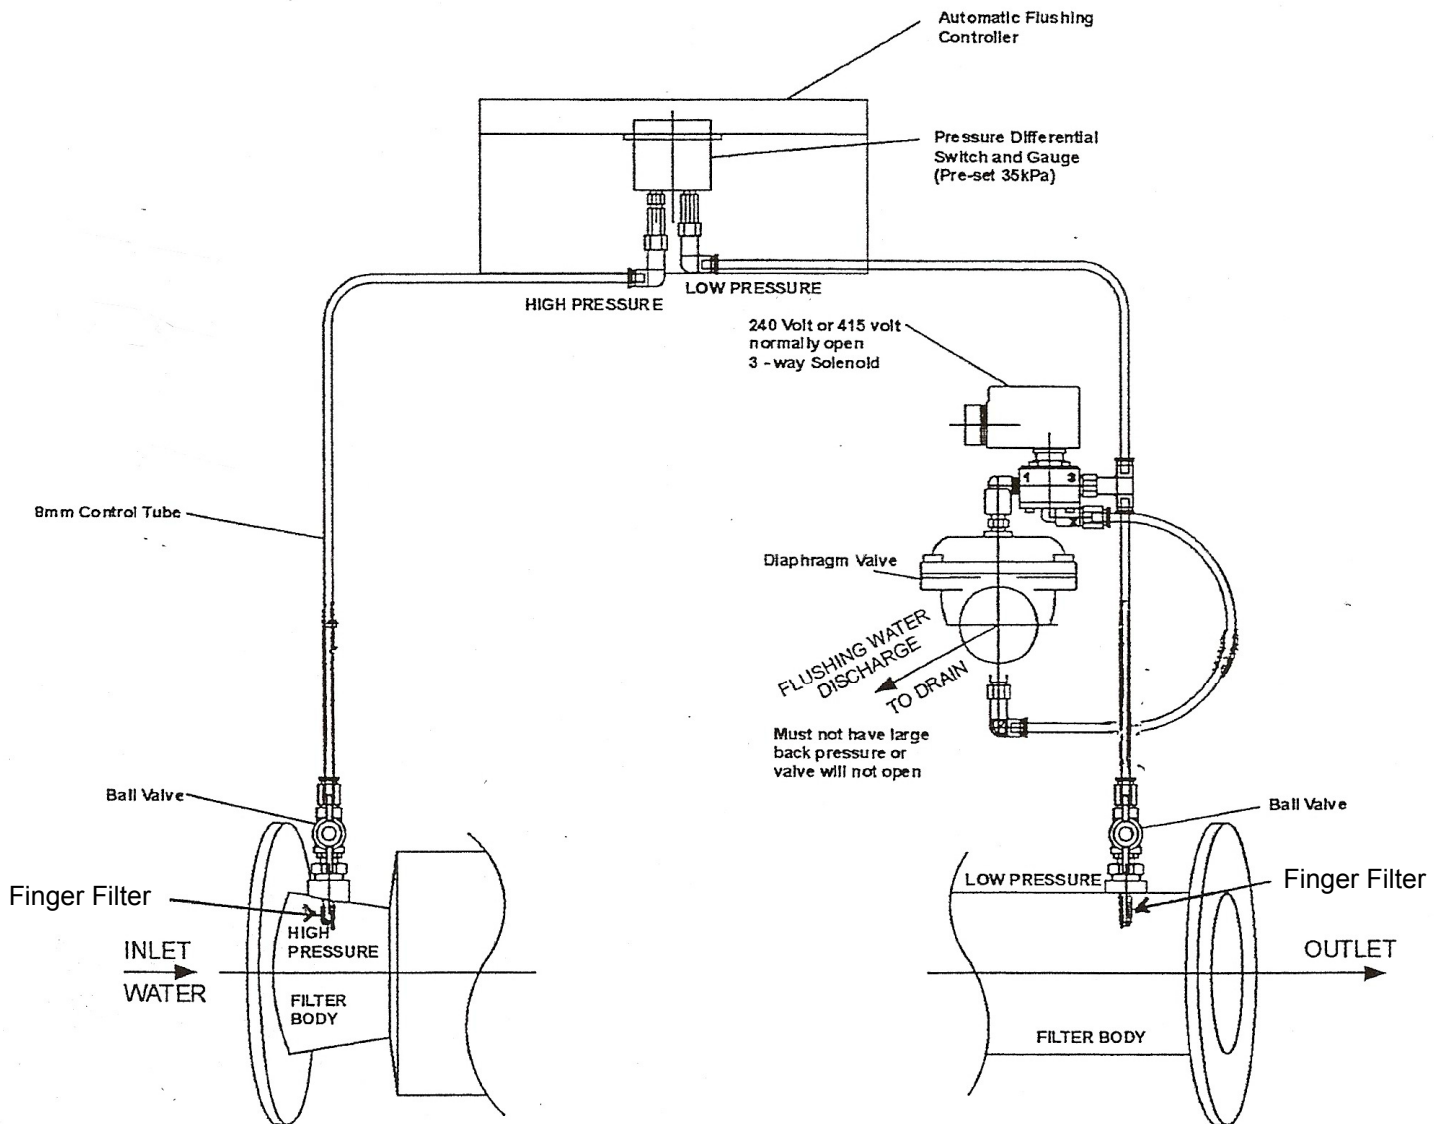 Automatic Flushing
Controller
Pressure Differential
Switch and Gauge
(Pre-set 35kPa)
HIGH PRESSURE
LOW PRESSURE
240 Volt or 415 volt
normally open
3 - way Solenoid
1 3
8mm Control Tube
Diaphragm Valve
FLUSHING WATER
DISCHARGE
TO DRAIN
Must not have large
back pressure or
valve will not open
Ball Valve
Ball Valve
Finger Filter
HIGH
PRESSURE
INLET
WATER
FILTER
BODY
LOW PRESSURE
Finger Filter
OUTLET
FILTER BODY